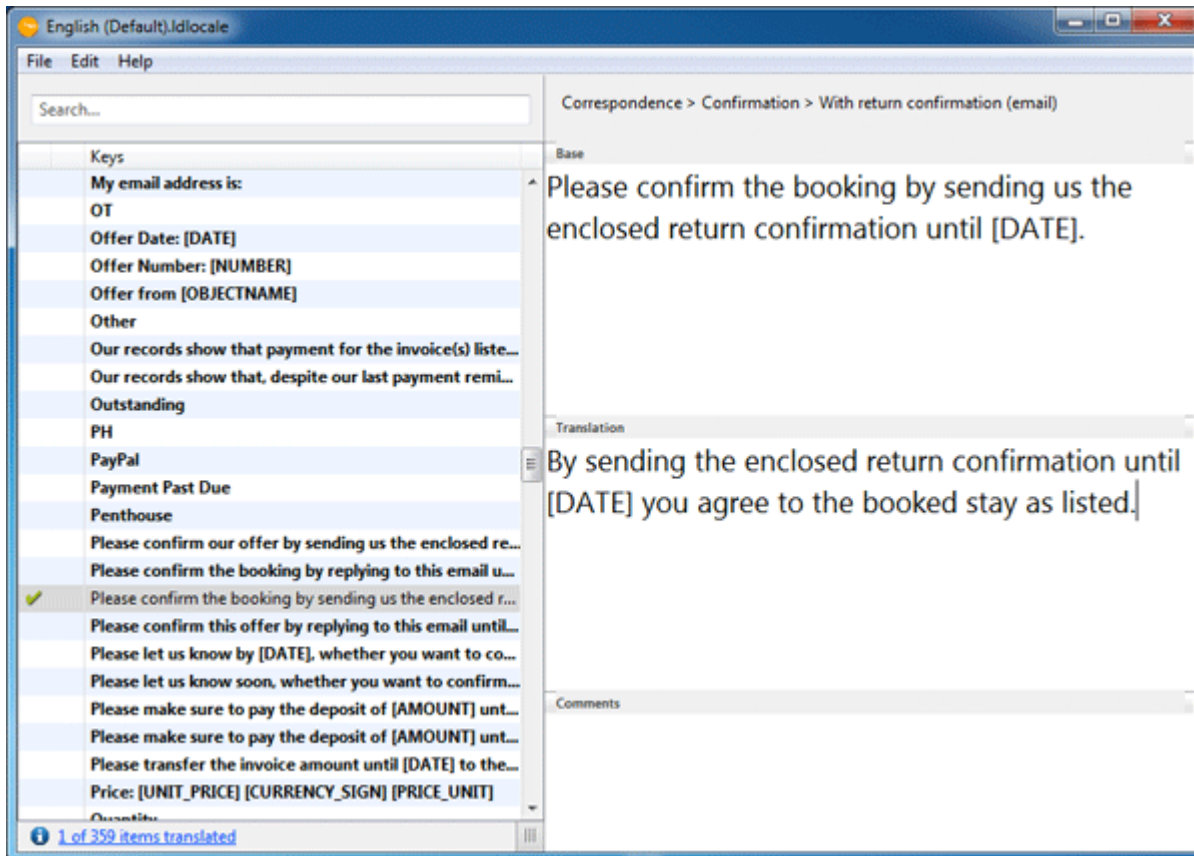 English (Default).ldlocale
File Edit Help
Search...
Keys
My email address is:
OT
Offer Date: [DATE]
Offer Number: [NUMBER]
Offer from [OBJECTNAME]
Other
Our records show that payment for the invoice(s) liste...
Our records show that, despite our last payment remi...
Outstanding
PH
PayPal
Payment Past Due
Penthouse
Please confirm our offer by sending us the enclosed re...
Please confirm the booking by replying to this email u...
Please confirm the booking by sending us the enclosed r...
Please confirm this offer by replying to this email until...
Please let us know by [DATE], whether you want to co...
Please let us know soon, whether you want to confirm...
Please make sure to pay the deposit of [AMOUNT] unt...
Please make sure to pay the deposit of [AMOUNT] unt...
Please transfer the invoice amount until [DATE] to the...
Price: [UNIT_PRICE] [CURRENCY_SIGN] [PRICE_UNIT]
Quantity
1 of 359 items translated
Correspondence > Confirmation > With return confirmation (email)
Base
Please confirm the booking by sending us the
enclosed return confirmation until [DATE].
Translation
By sending the enclosed return confirmation until
[DATE] you agree to the booked stay as listed.
Comments